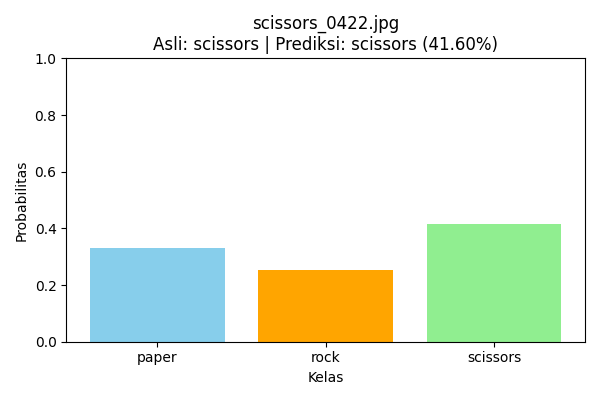 scissors_0422.jpg
Asli: scissors | Prediksi: scissors (41.60%)
1.0
0.8
0.6
0.4
0.2
0.0
Probabilitas
paper rock scissors
Kelas